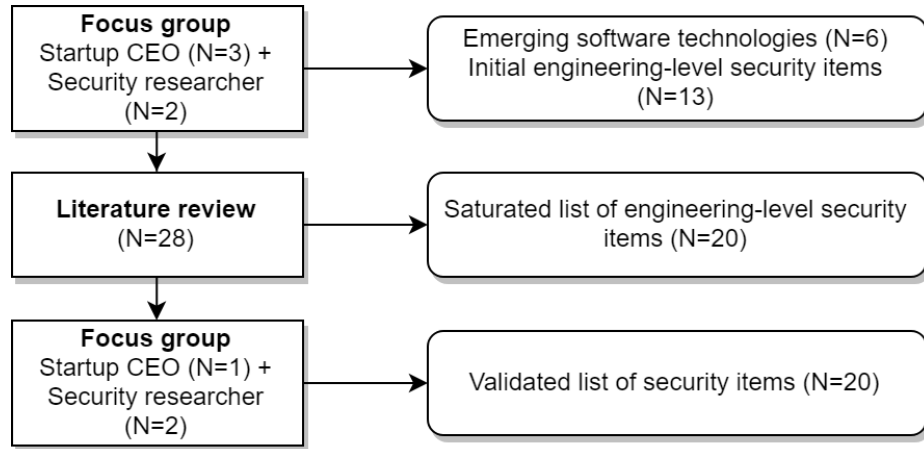 Focus group
Startup CEO (N=3) +
Security researcher
(N=2)
Emerging software technologies (N=6)
Initial engineering-level security items
(N=13)
Literature review
(N=28)
Saturated list of engineering-level security
items (N=20)
Focus group
Startup CEO (N=1) +
Security researcher
(N=2)
Validated list of security items (N=20)